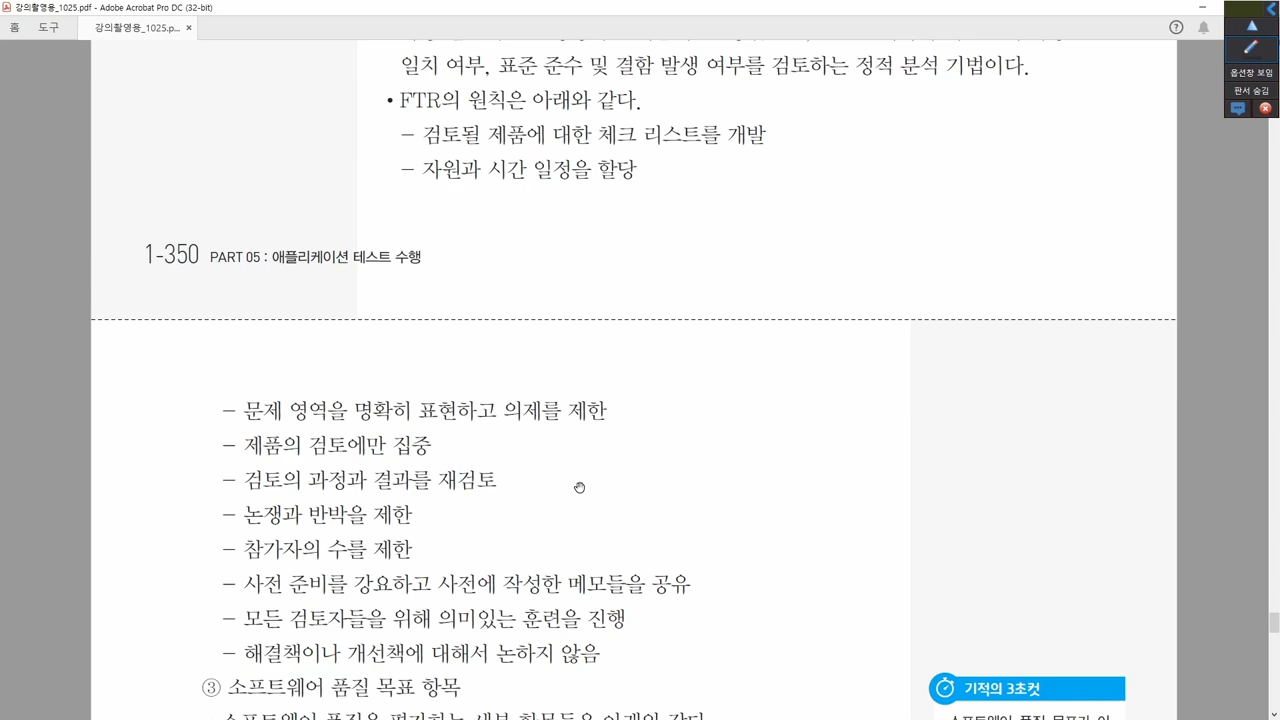 강의촬영용_1025.pdf - Adobe Acrobat Pro DC (32-bit)
홈 도구 강의촬영용_1025.p... ×
일치 여부, 표준 준수 및 결함 발생 여부를 검토하는 정적 분석 기법이다.
• FTR의 원칙은 아래와 같다.
– 검토될 제품에 대한 체크 리스트를 개발
– 자원과 시간 일정을 할당
1-350 PART 05 : 애플리케이션 테스트 수행
– 문제 영역을 명확히 표현하고 의제를 제한
– 제품의 검토에만 집중
– 검토의 과정과 결과를 재검토
– 논쟁과 반박을 제한
– 참가자의 수를 제한
– 사전 준비를 강요하고 사전에 작성한 메모들을 공유
– 모든 검토자들을 위해 의미있는 훈련을 진행
– 해결책이나 개선책에 대해서 논하지 않음
③ 소프트웨어 품질 목표 항목
기적의 3초컷
옵션창 보임
판서 숨김